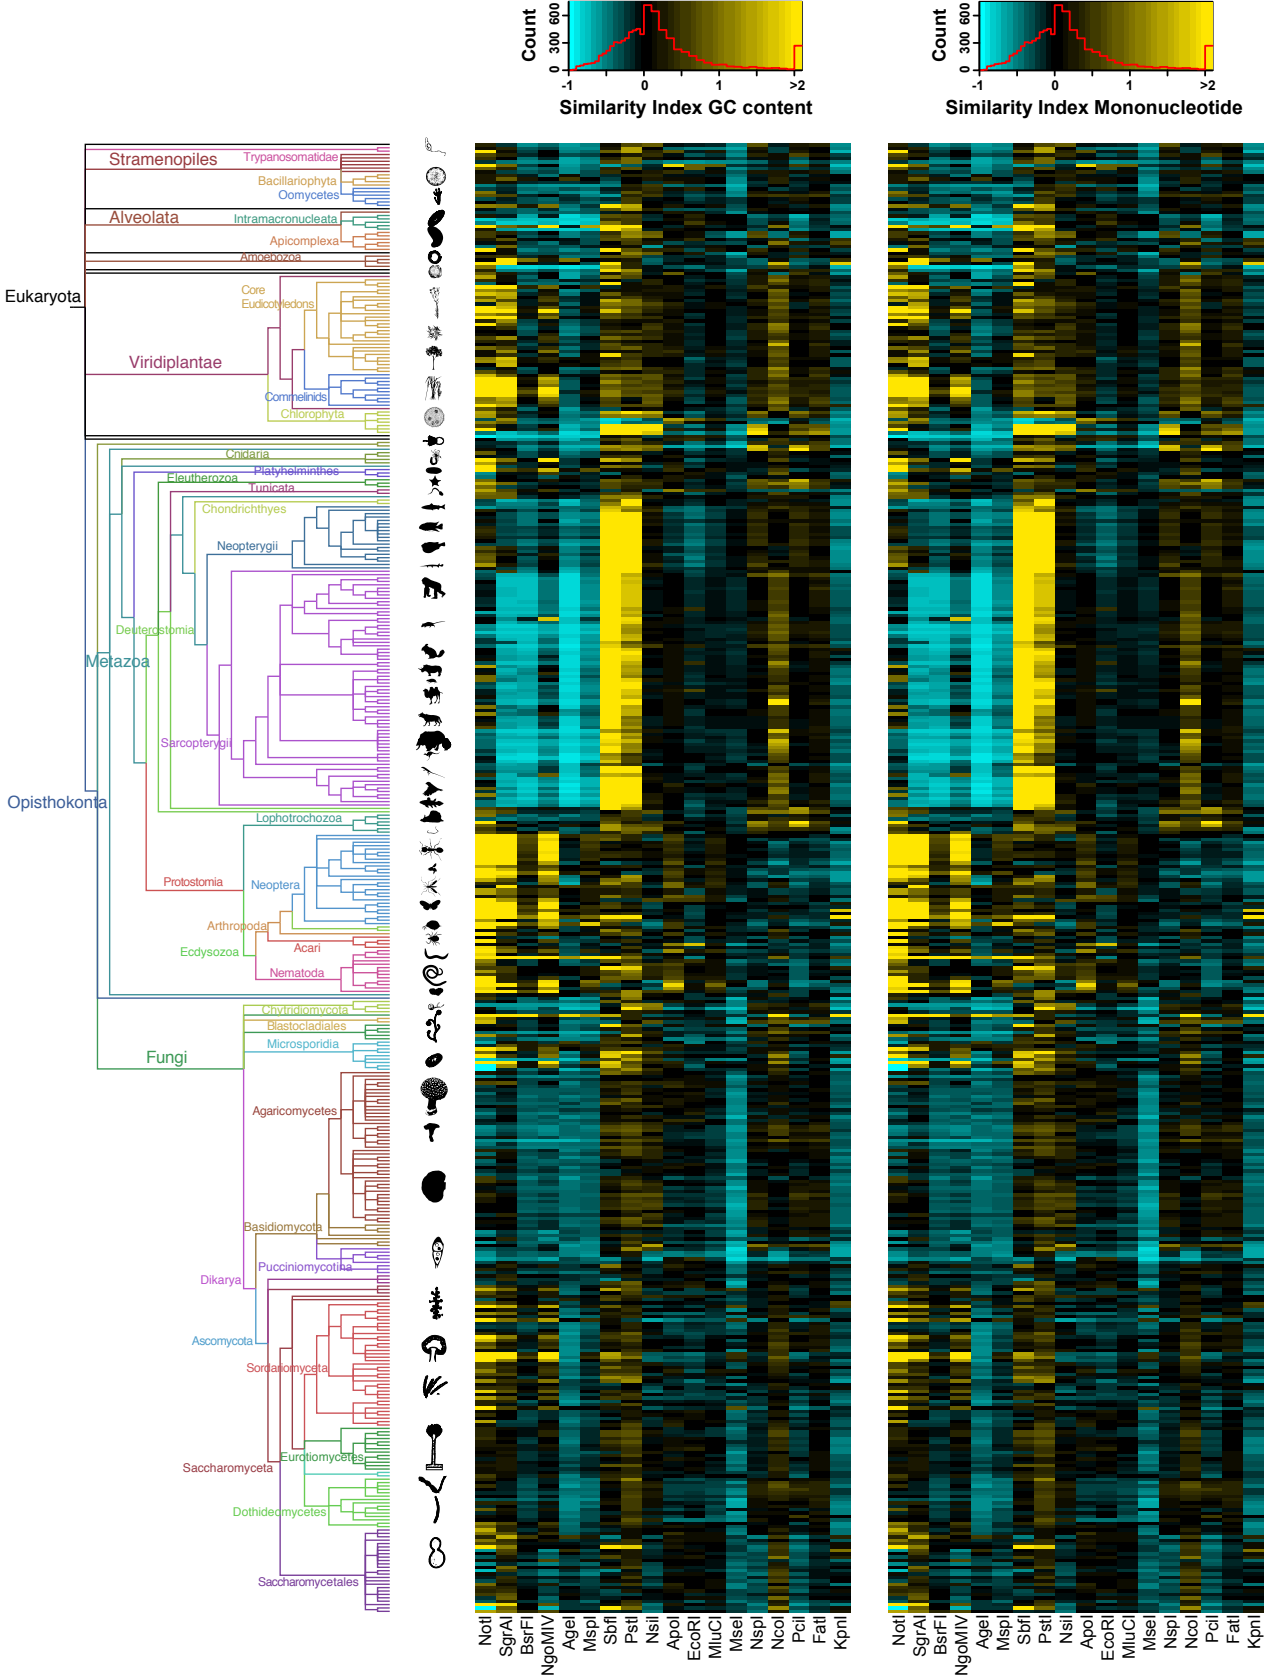 Count
0 300 600
-1 0 1 >2
Similarity Index GC content
Count
0 300 600
-1 0 1 >2
Similarity Index Mononucleotide
Stramenopiles
Trypanosomatidae
Bacillariophyta
Oomycetes
Alveolata
Intramacronucleata
Apicomplexa
Amoebozoa
Eukaryota
Core
Eudicotyledons
Viridiplantae
Commelinids
Chlorophyta
Cnidaria
Platyhelminthes
Eleutherozoa
Tunicata
Chondrichthyes
Neopterygii
Deuterostomia
Metazoa
Sarcopterygii
Opisthokonta
Lophotrochozoa
Protostomia
Neoptera
Arthropoda
Acari
Ecdysozoa
Nematoda
Chytridiomycota
Blastocladiales
Microsporidia
Fungi
Agaricomycetes
Basidiomycota
Pucciniomycotina
Dikarya
Ascomycota
Sordariomyceta
Eurotiomycetes
Saccharomyceta
Dothideomycetes
Saccharomycetales
NotI SgrAI BsrFI NgoMIV AgeI MspI SbfI PstI NsiI ApoI EcoRI MluCI MseI NspI NcoI PciI FatI KpnI
NotI SgrAI BsrFI NgoMIV AgeI MspI SbfI PstI NsiI ApoI EcoRI MluCI MseI NspI NcoI PciI FatI KpnI